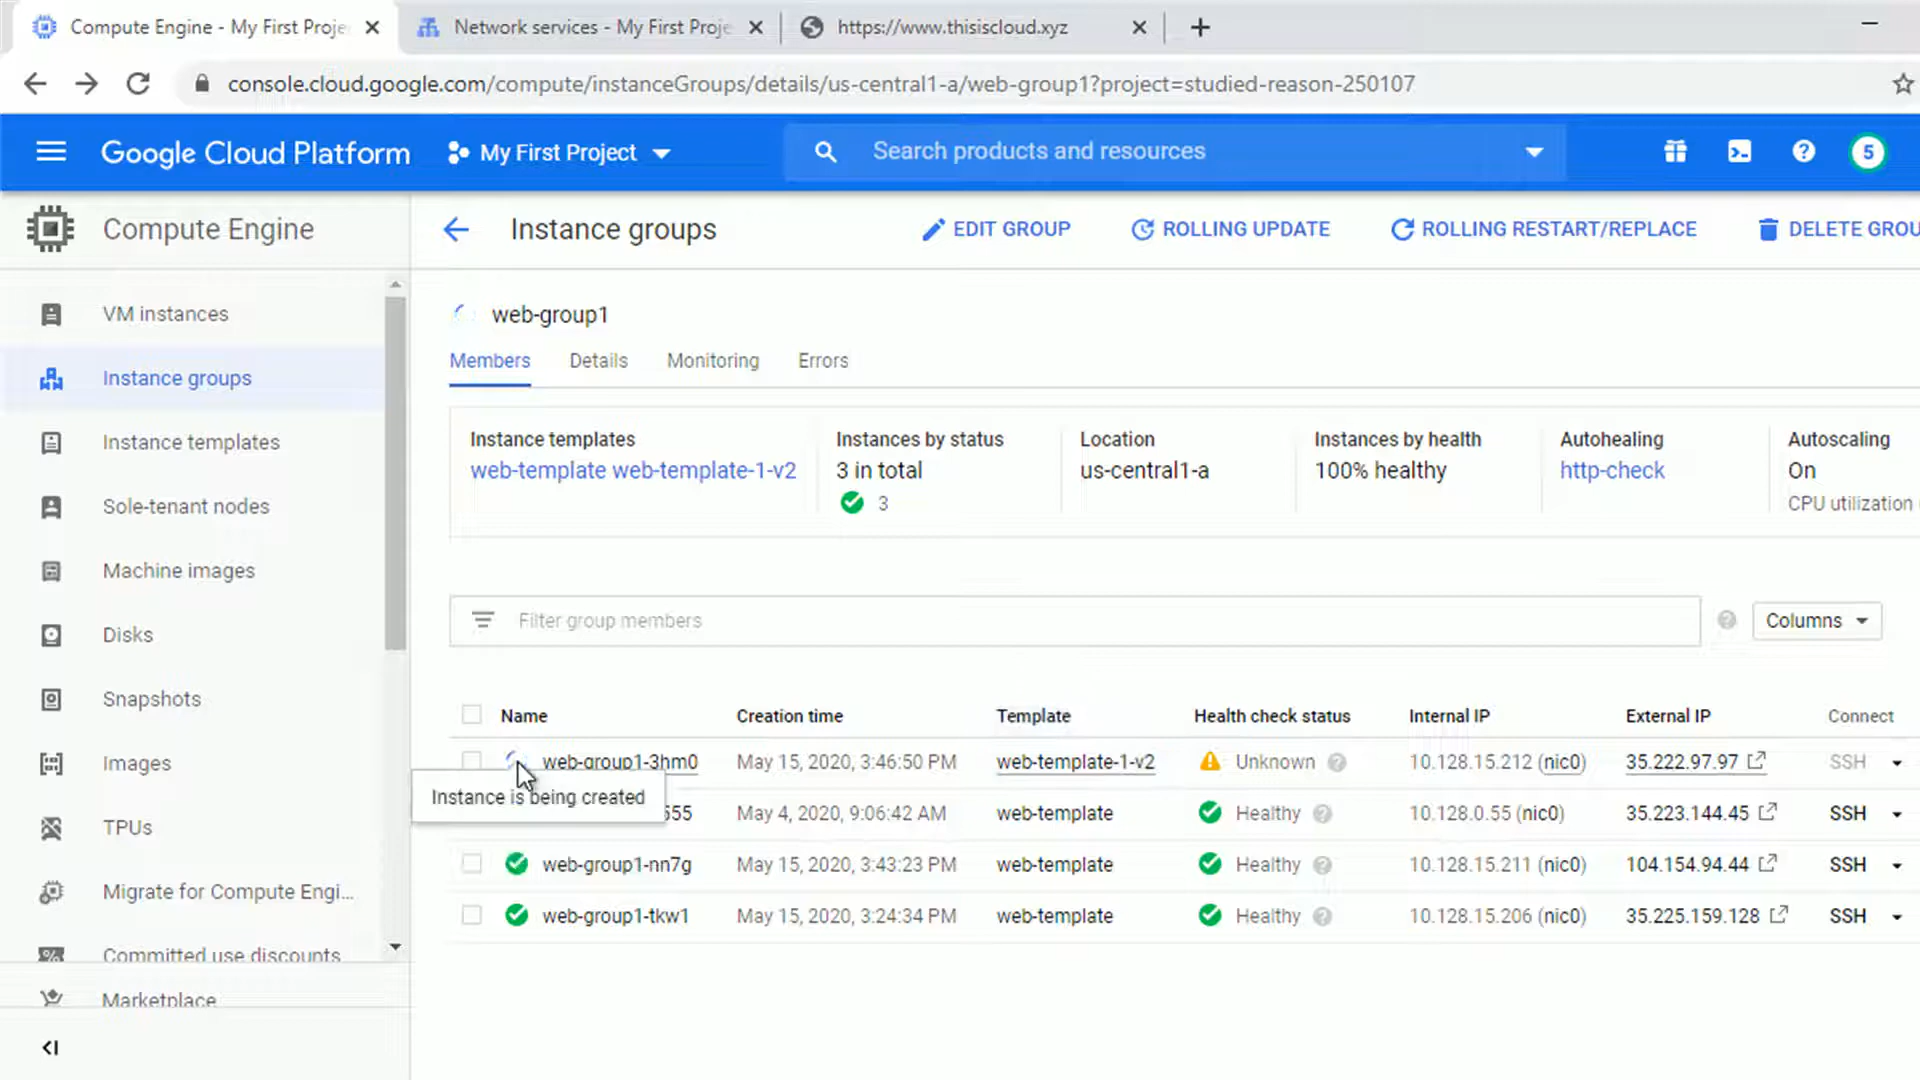 Compute Engine - My First Proje
Network services - My First Proje
https://www.thisiscloud.xyz
console.cloud.google.com/compute/instanceGroups/details/us-central1-a/web-group1?project=studied-reason-250107
Google Cloud Platform
My First Project
Search products and resources
5
Compute Engine
Instance groups
EDIT GROUP
ROLLING UPDATE
ROLLING RESTART/REPLACE
DELETE GROU
VM instances
Instance groups
Instance templates
Sole-tenant nodes
Machine images
Disks
Snapshots
Images
TPUs
Migrate for Compute Engi...
Committed use discounts
Marketplace
web-group1
Members
Details
Monitoring
Errors
Instance templates
web-template web-template-1-v2
Instances by status
3 in total
3
Location
us-central1-a
Instances by health
100% healthy
Autohealing
http-check
Autoscaling
On
CPU utilization
Filter group members
Columns
Name Creation time Template Health check status Internal IP External IP Connect
web-group1-3hm0 May 15, 2020, 3:46:50 PM web-template-1-v2 Unknown 10.128.15.212 (nic0) 35.222.97.97 SSH
Instance is being created
555 May 4, 2020, 9:06:42 AM web-template Healthy 10.128.0.55 (nic0) 35.223.144.45 SSH
web-group1-nn7g May 15, 2020, 3:43:23 PM web-template Healthy 10.128.15.211 (nic0) 104.154.94.44 SSH
web-group1-tkw1 May 15, 2020, 3:24:34 PM web-template Healthy 10.128.15.206 (nic0) 35.225.159.128 SSH